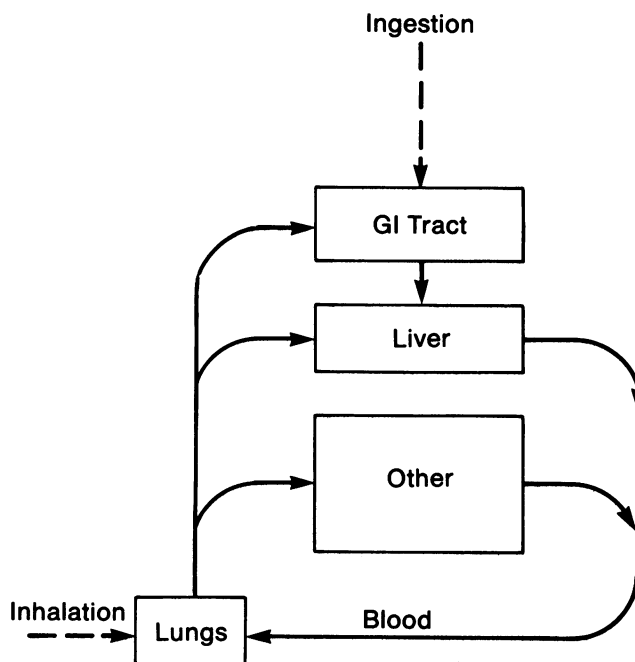 Ingestion
GI Tract
Liver
Other
Inhalation
Lungs
Blood